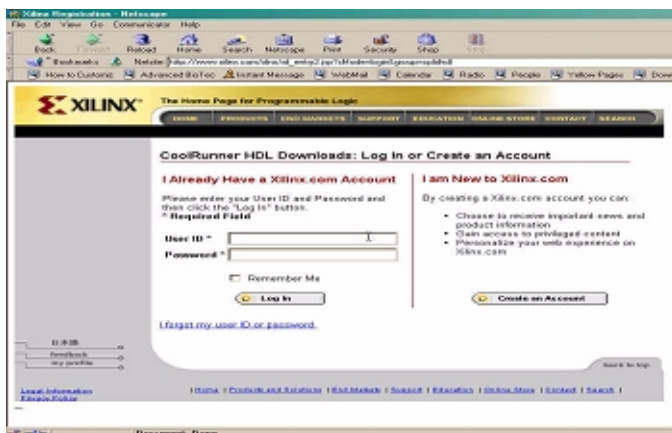 Xilinx Registration - Netscape
File Edit View Go Communicator Help
Back Forward Reload Home Search Netscape Print Security Shop Stop
Bookmarks Netsite:
How to Customize Advanced BioTec Instant Message WebMail Calendar Radio People Yellow Pages Down
XILINX The Home Page for Programmable Logic
HOME PRODUCTS END MARKETS SUPPORT EDUCATION ONLINE STORE CONTACT SEARCH
CoolRunner HDL Downloads: Log In or Create an Account
I Already Have a Xilinx.com Account
Please enter your User ID and Password and
then click the "Log In" button.
* Required Field
User ID *
Password *
Remember Me
Log In
I forgot my user ID or password.
I am New to Xilinx.com
By creating a Xilinx.com account you can:
• Choose to receive important news and
product information
• Gain access to privileged content
• Personalize your web experience on
Xilinx.com
Create an Account
日本語
feedback
my profile
back to top
Legal Information
Privacy Policy
| Home | Products and Solutions | End Markets | Support | Education | Online Store | Contact | Search |
Document: Done